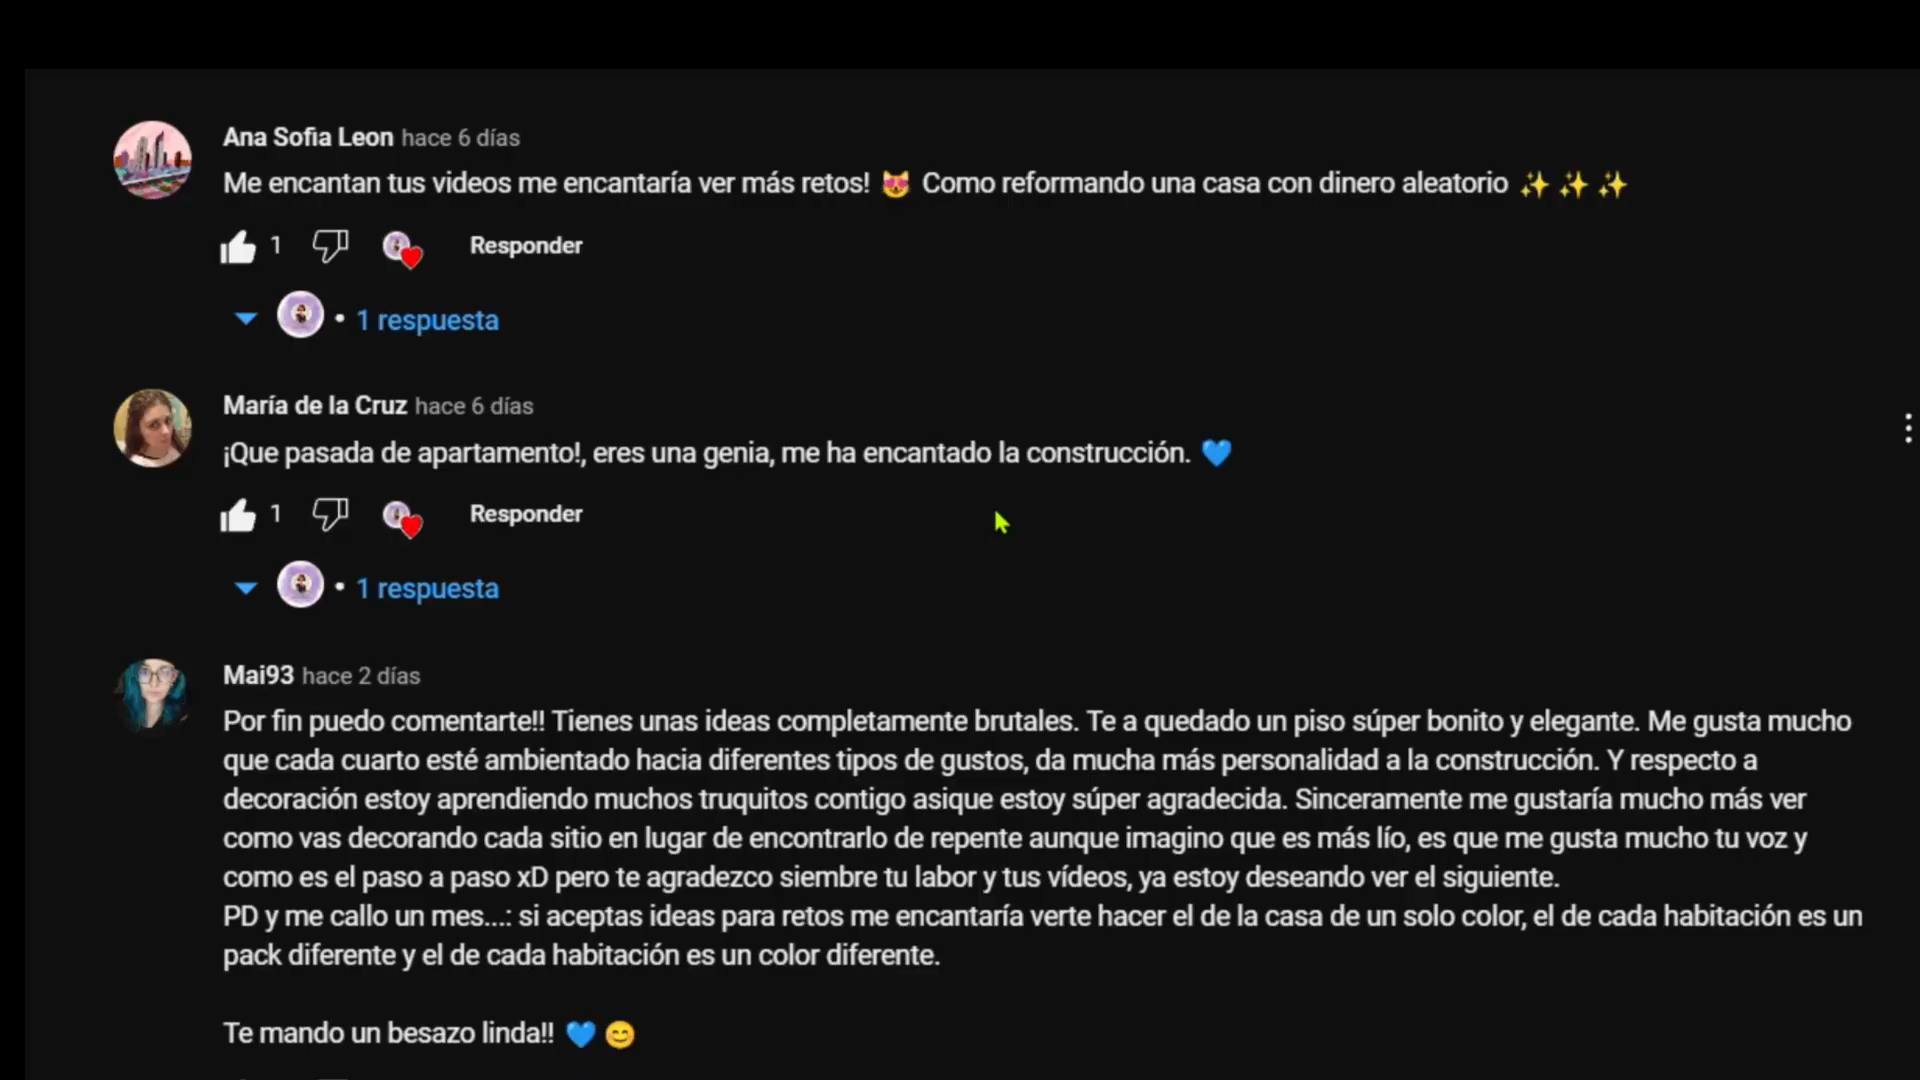 Ana Sofia Leon hace 6 días
Me encantan tus videos me encantaría ver más retos! 😻 Como reformando una casa con dinero aleatorio ✨ ✨ ✨
1 Responder
• 1 respuesta
María de la Cruz hace 6 días
¡Que pasada de apartamento!, eres una genia, me ha encantado la construcción. 💙
1 Responder
• 1 respuesta
Mai93 hace 2 días
Por fin puedo comentarte!! Tienes unas ideas completamente brutales. Te a quedado un piso súper bonito y elegante. Me gusta mucho
que cada cuarto esté ambientado hacia diferentes tipos de gustos, da mucha más personalidad a la construcción. Y respecto a
decoración estoy aprendiendo muchos truquitos contigo asique estoy súper agradecida. Sinceramente me gustaría mucho más ver
como vas decorando cada sitio en lugar de encontrarlo de repente aunque imagino que es más lío, es que me gusta mucho tu voz y
como es el paso a paso xD pero te agradezco siembre tu labor y tus vídeos, ya estoy deseando ver el siguiente.
PD y me callo un mes...: si aceptas ideas para retos me encantaría verte hacer el de la casa de un solo color, el de cada habitación es un
pack diferente y el de cada habitación es un color diferente.
Te mando un besazo linda!! 💙 😊